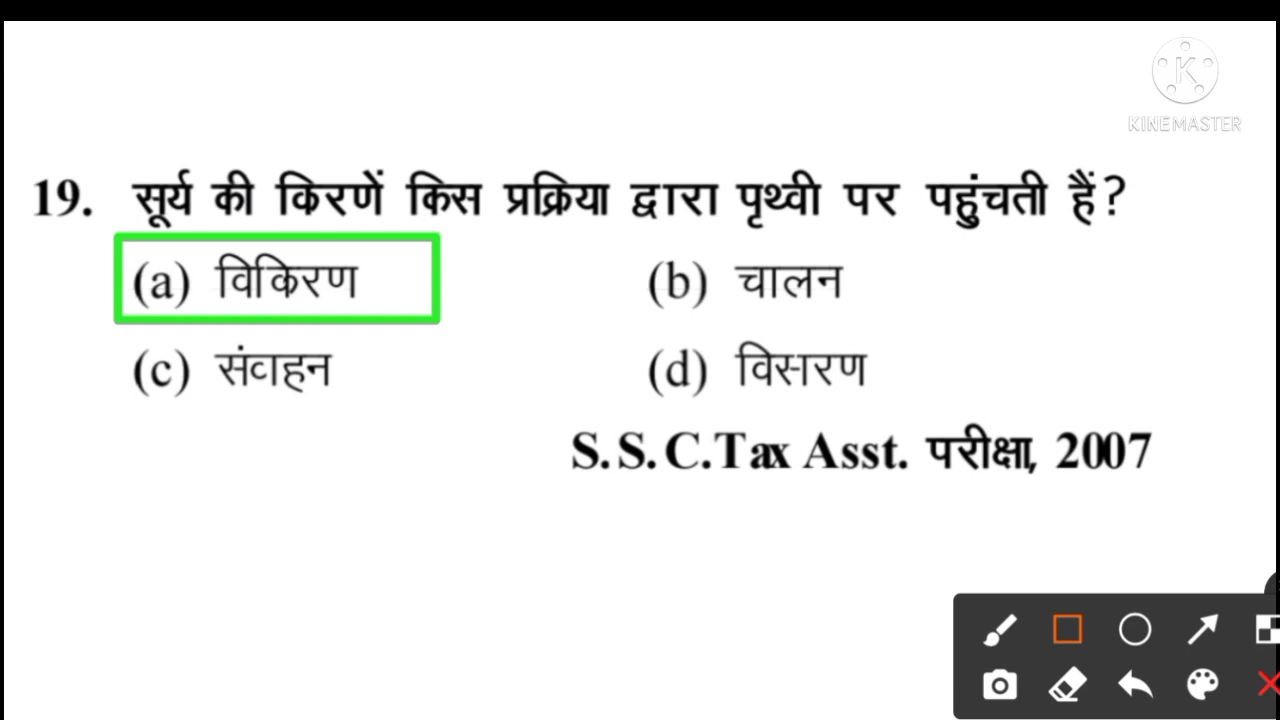 KINEMASTER
19. सूर्य की किरणें किस प्रक्रिया द्वारा पृथ्वी पर पहुंचती हैं?
(a) विकिरण (b) चालन
(c) संवाहन (d) विसरण
S.S.C.Tax Asst. परीक्षा, 2007